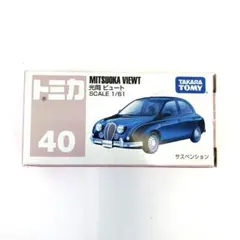 トミカ
40
MITSUOKA VIEWT
光岡 ビュート
SCALE 1/61
TAKARA
TOMY
サスペンション